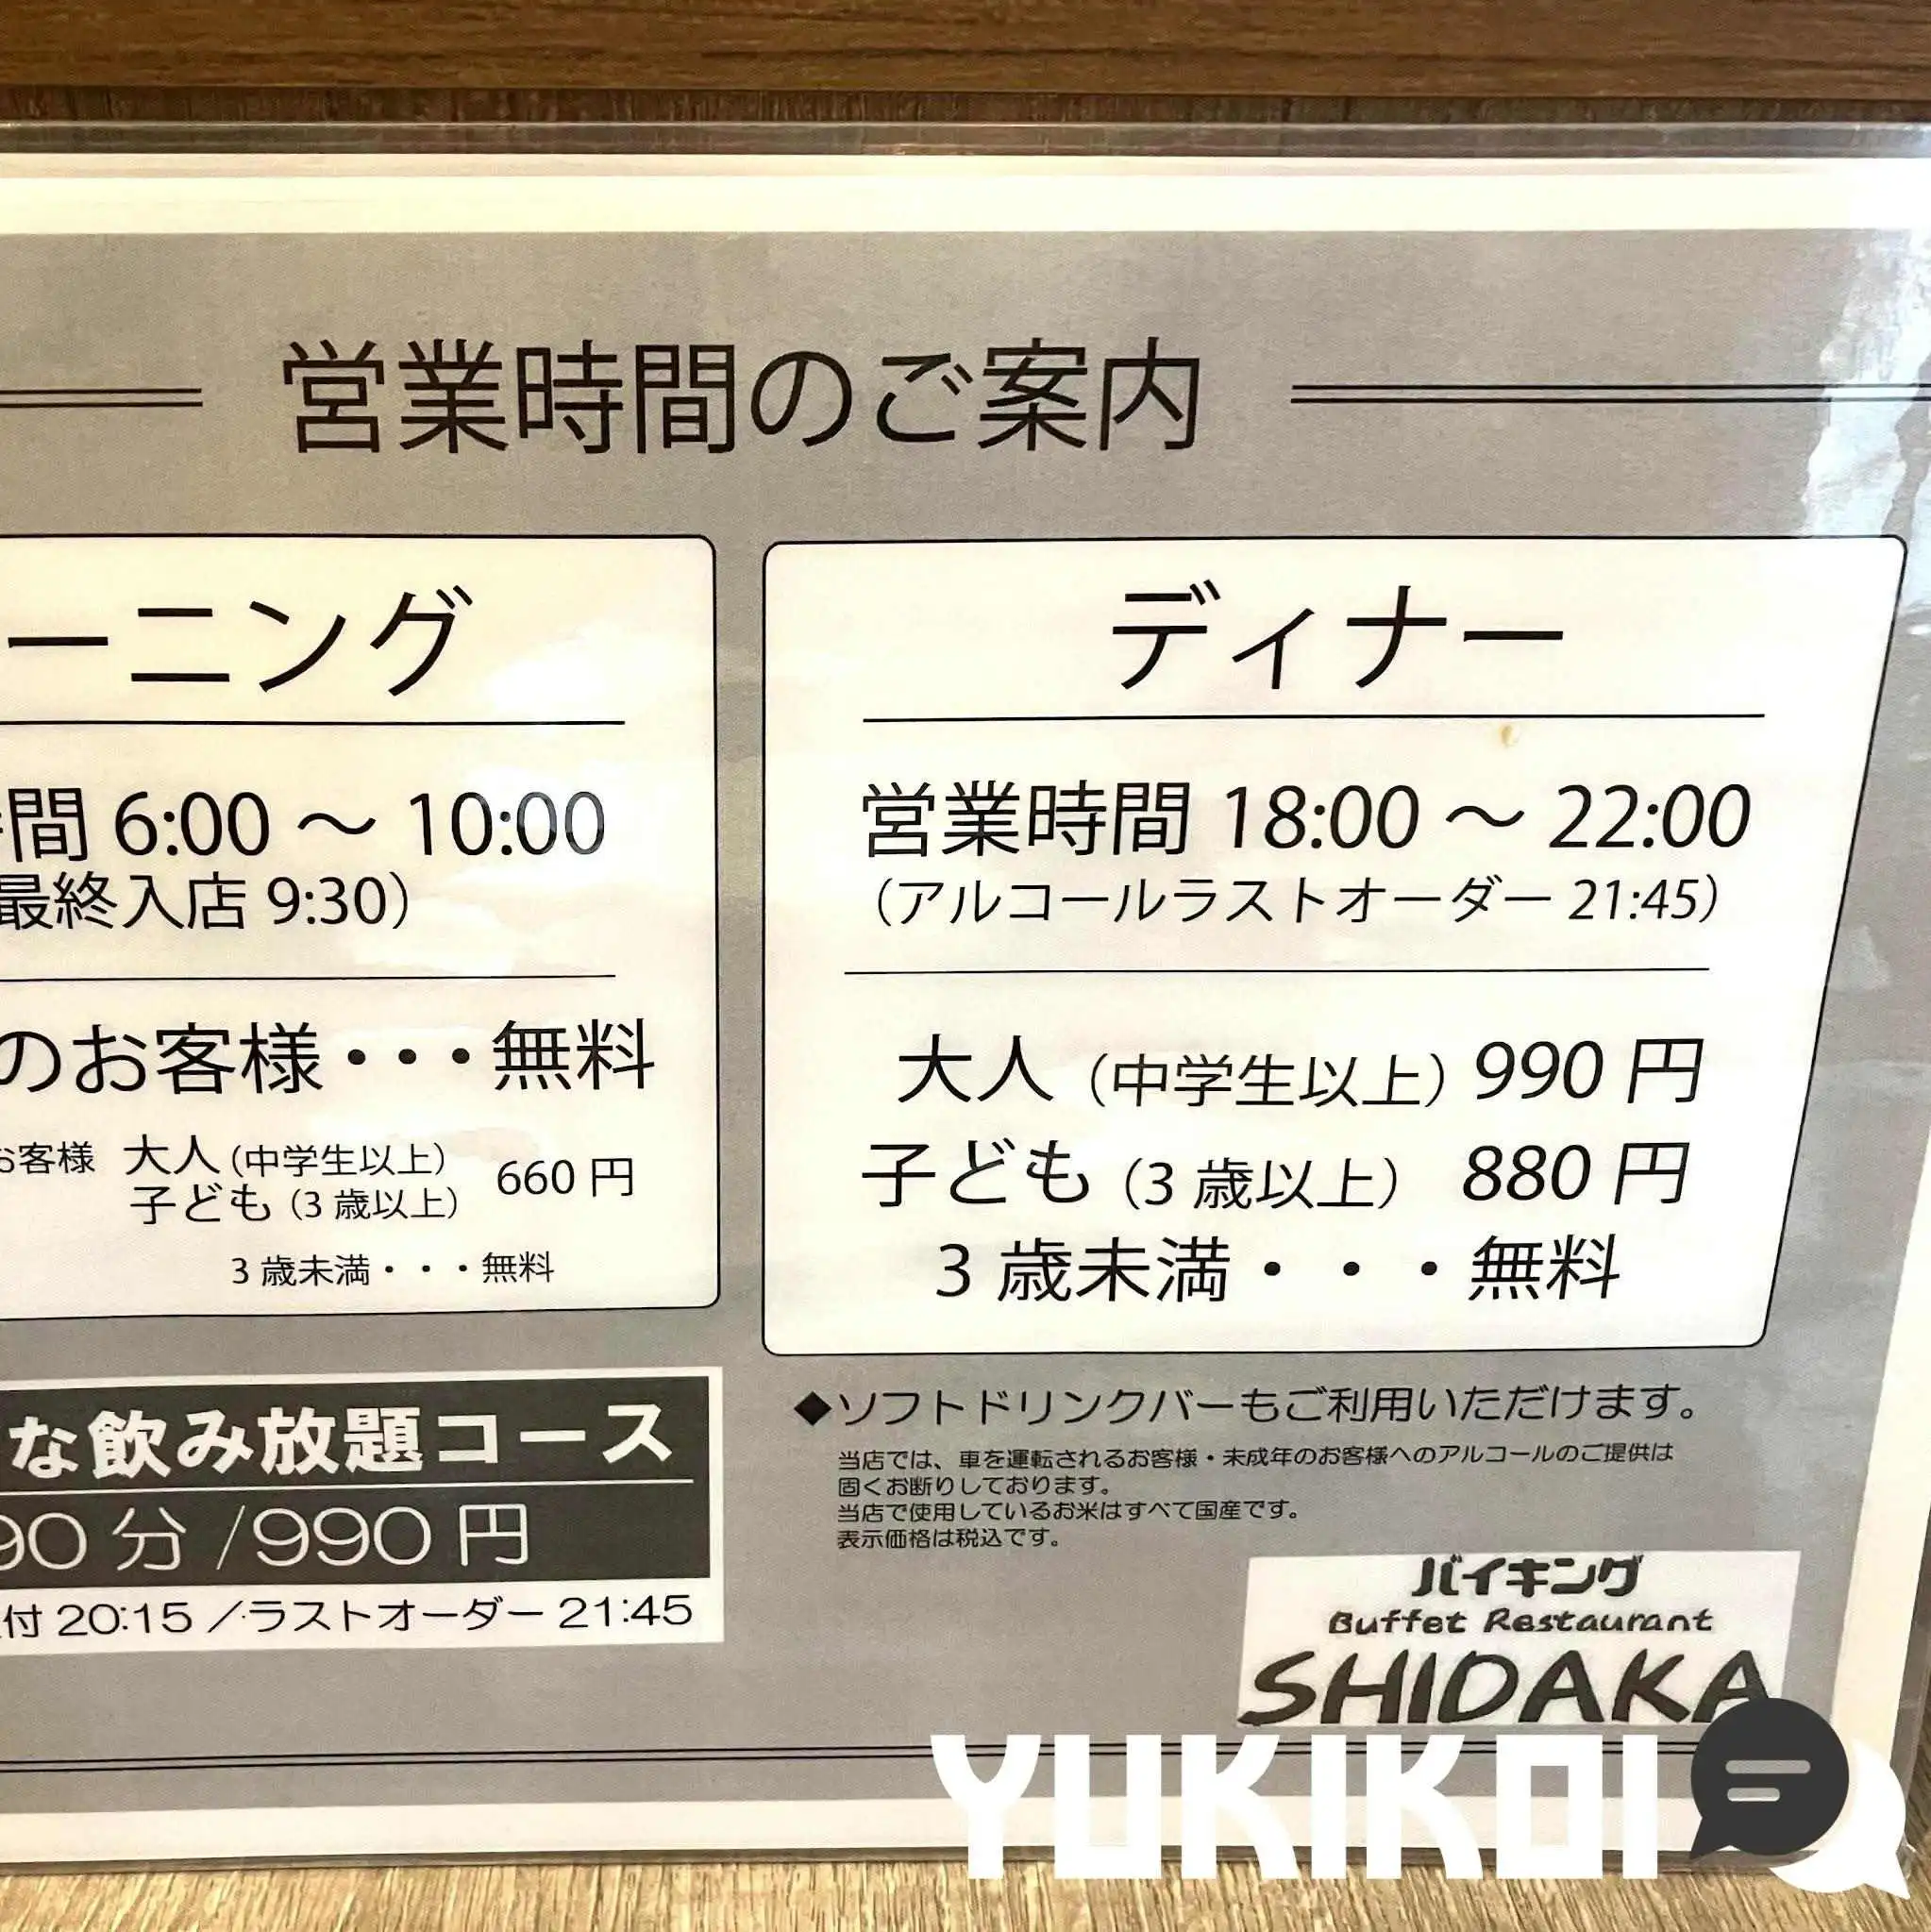 営業時間のご案内
ーニング
間 6:00 ～ 10:00
最終入店 9:30）
のお客様・・・無料
お客様 大人（中学生以上）
子ども（3 歳以上）
660 円
3 歳未満・・・無料
な飲み放題コース
90 分 /990 円
付 20:15 ／ラストオーダー 21:45
ディナー
営業時間 18:00 ～ 22:00
（アルコールラストオーダー 21:45）
大人（中学生以上）990 円
子ども（3 歳以上） 880 円
3 歳未満・・・無料
◆ソフトドリンクバーもご利用いただけます。
当店では、車を運転されるお客様・未成年のお客様へのアルコールのご提供は
固くお断りしております。
当店で使用しているお米はすべて国産です。
表示価格は税込です。
バイキング
Buffet Restaurant
SHIDAKA
YUKIKOI